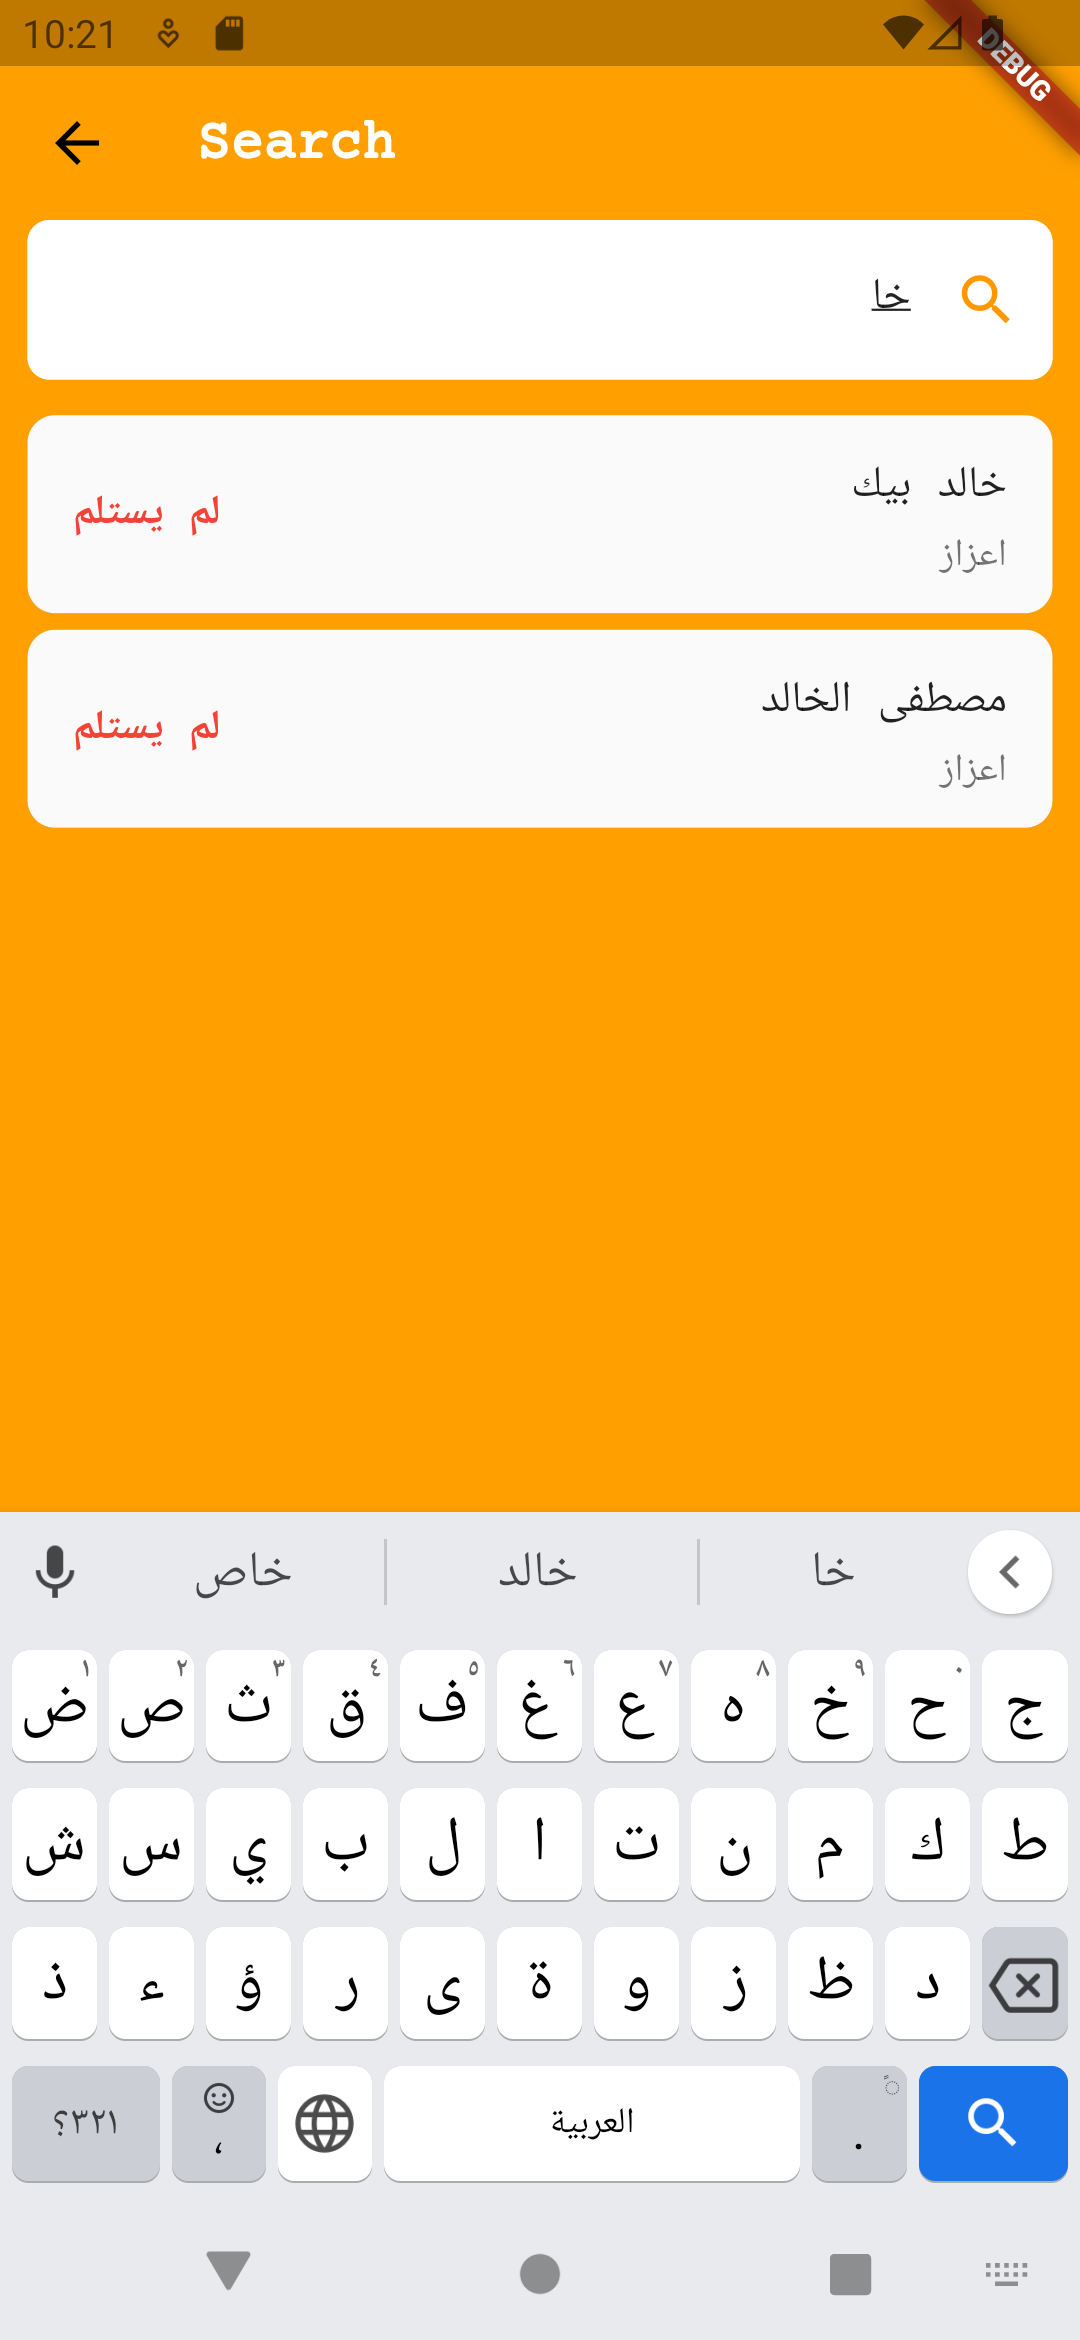 10:21
DEBUG
Search
خا
خالد بيك
اعزاز
لم يستلم
مصطفى الخالد
اعزاز
لم يستلم
خا خالد خاص
ض ١ ص ٢ ث ٣ ق ٤ ف ٥ غ ٦ ع ٧ ه ٨ خ ٩ ح ٠ ج
ش س ي ب ل ا ت ن م ك ط
ذ ء ؤ ر ى ة و ز ظ د
؟٣٢١ ، العربية .